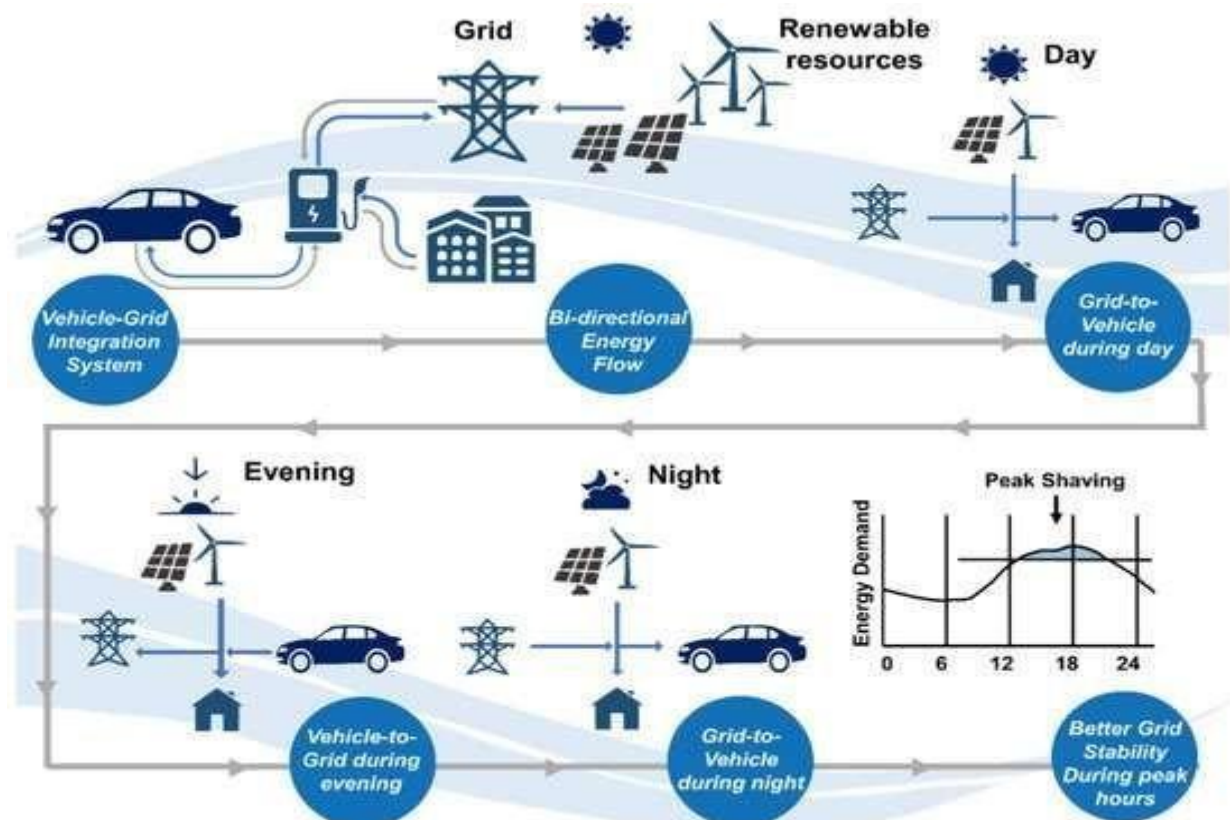 Grid
Renewable
resources
Day
Vehicle-Grid
Integration
System
Bi-directional
Energy
Flow
Grid-to-
Vehicle
during day
Evening
Night
Peak Shaving
Energy Demand
0 6 12 18 24
Vehicle-to-
Grid during
evening
Grid-to-
Vehicle
during night
Better Grid
Stability
During peak
hours